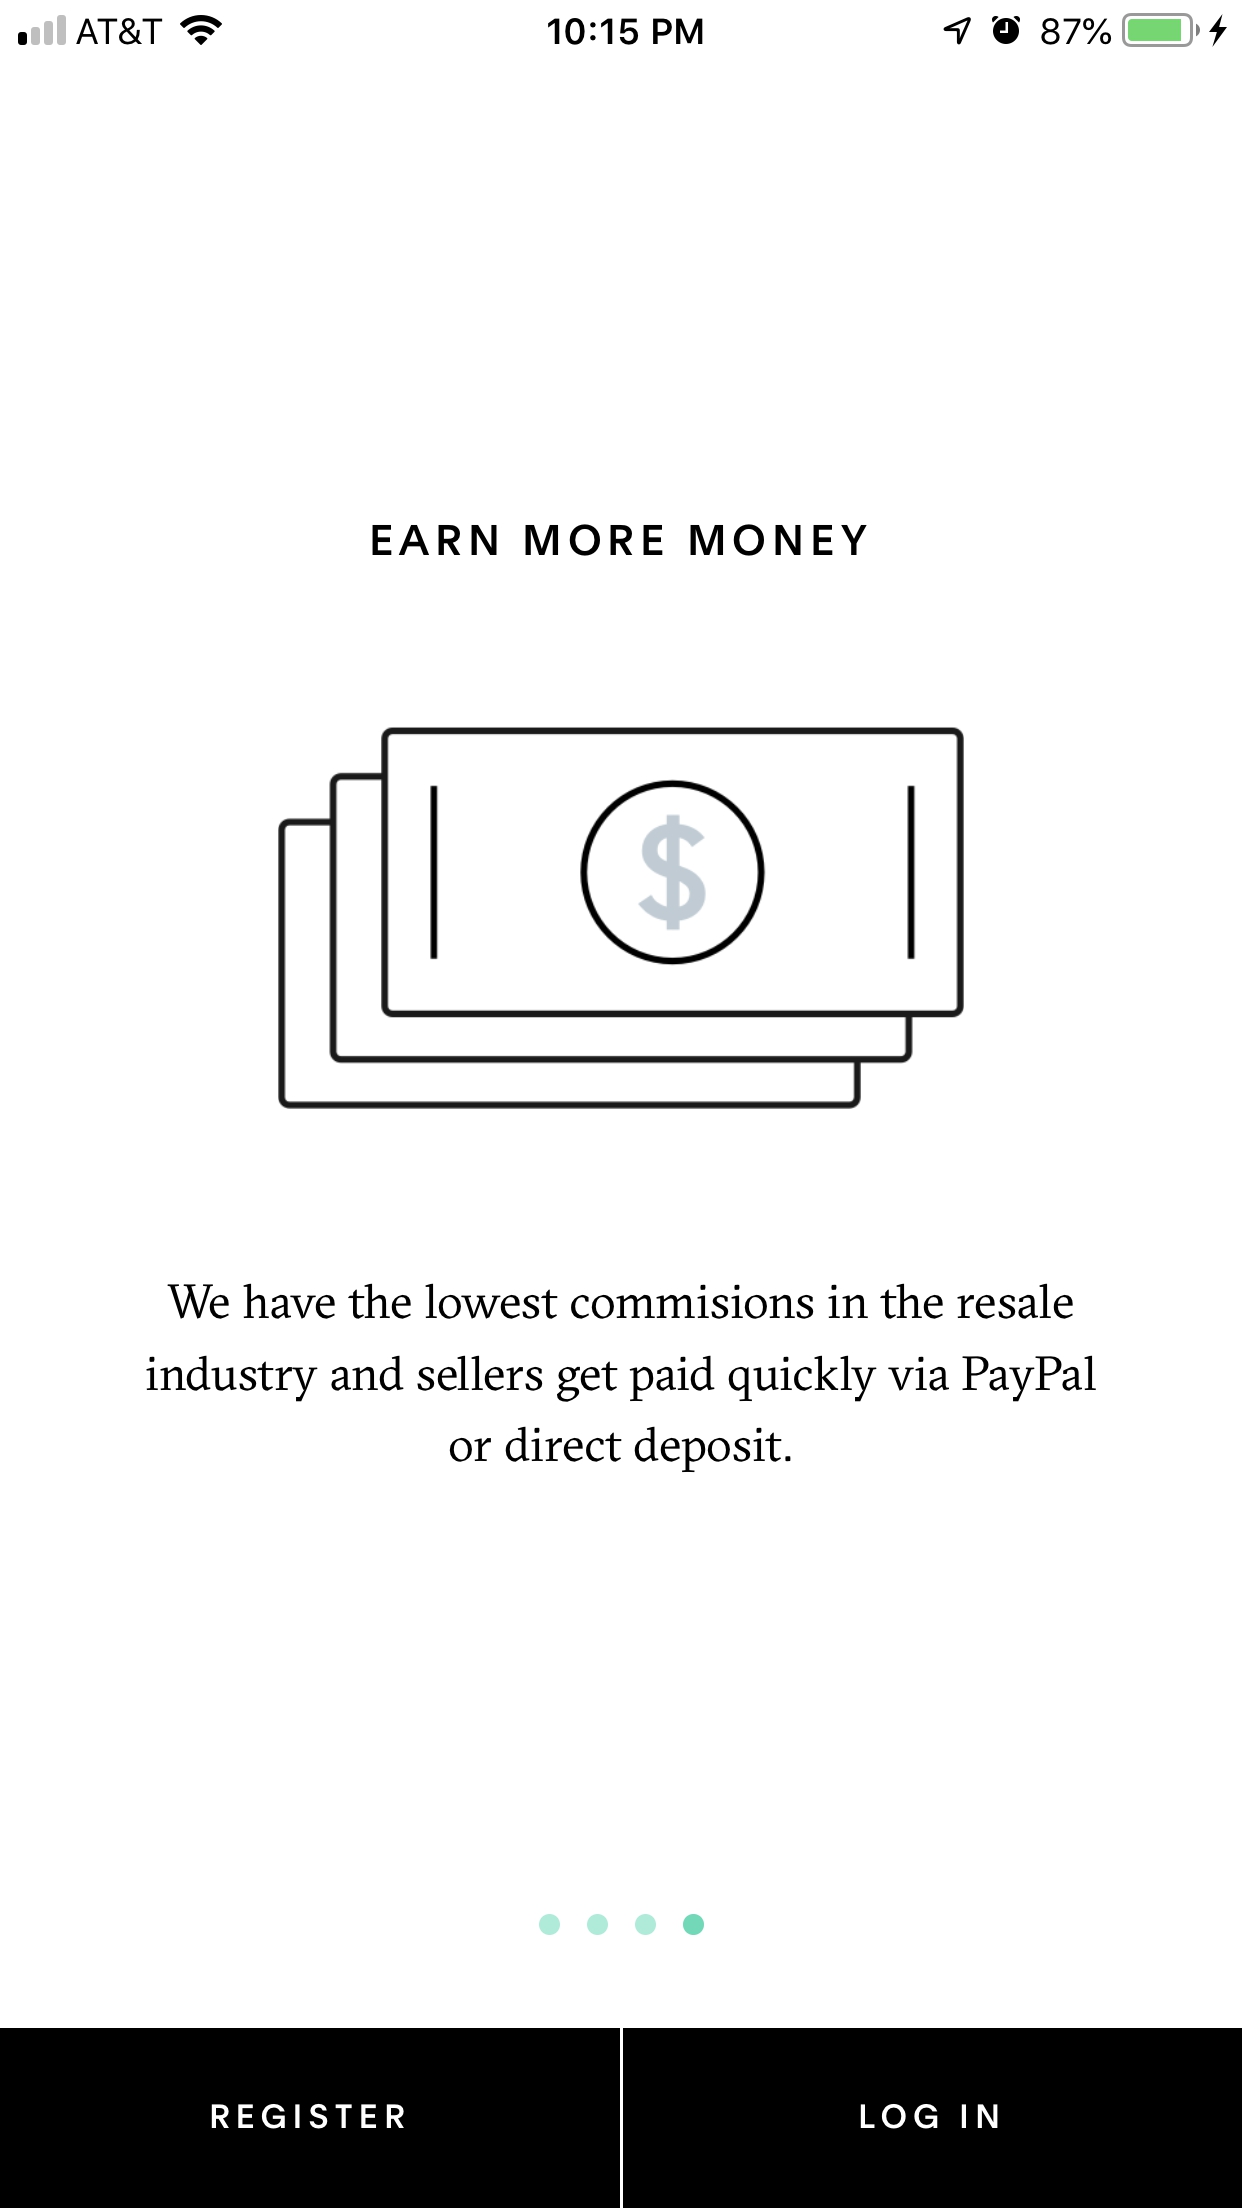 AT&T 10:15 PM 87%
EARN MORE MONEY
$
We have the lowest commisions in the resale
industry and sellers get paid quickly via PayPal
or direct deposit.
REGISTER LOG IN